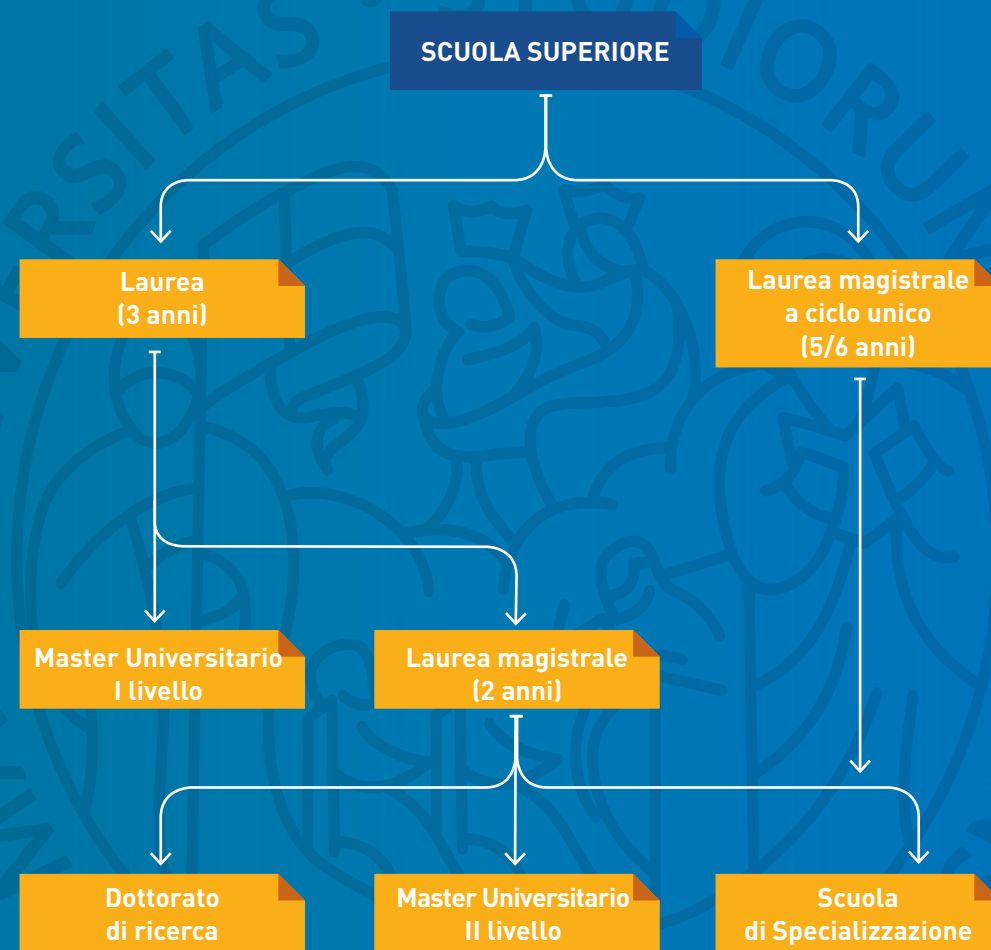 SCUOLA SUPERIORE
Laurea
(3 anni)
Laurea magistrale
a ciclo unico
(5/6 anni)
Master Universitario
I livello
Laurea magistrale
(2 anni)
Dottorato
di ricerca
Master Universitario
II livello
Scuola
di Specializzazione